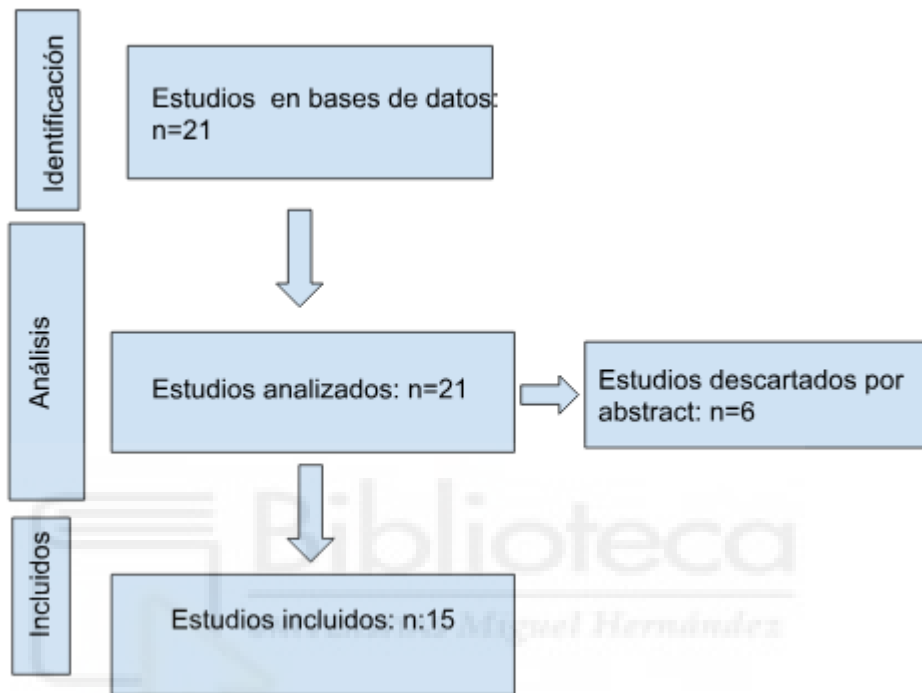 Identificación
Estudios en bases de datos:
n=21
Análisis
Estudios analizados: n=21
Estudios descartados por
abstract: n=6
Incluidos
Estudios incluidos: n:15
Biblioteca
Miguel Hernández